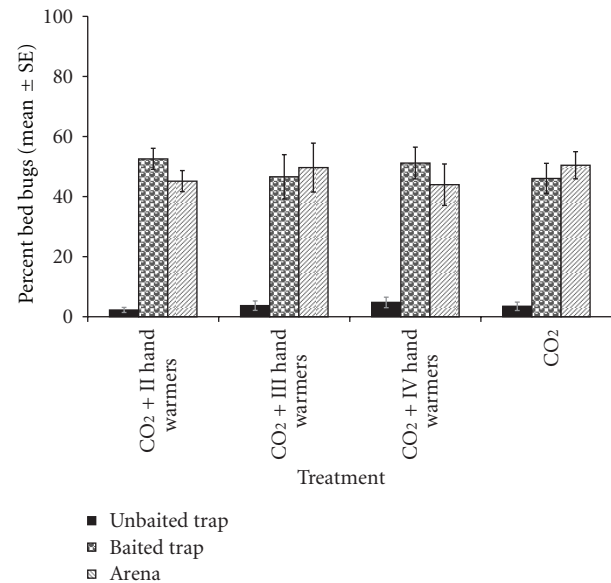 Percent bed bugs (mean ± SE)
100
80
60
40
20
0
CO2 + II hand
warmers
CO2 + III hand
warmers
CO2 + IV hand
warmers
CO2
Treatment
Unbaited trap
Baited trap
Arena